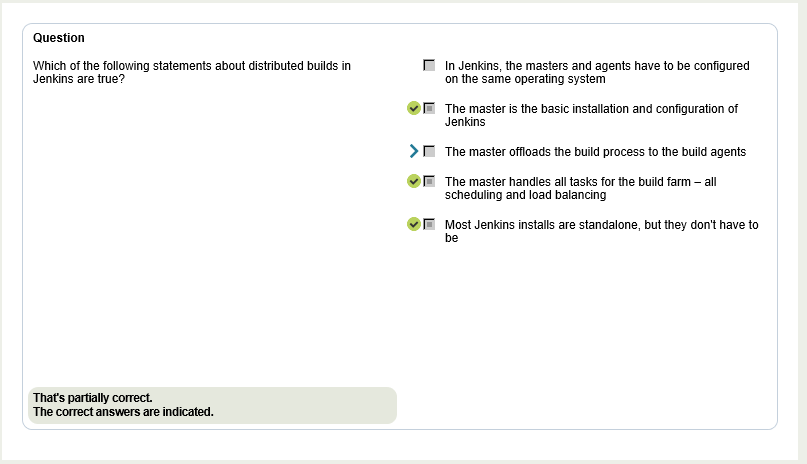 Question
Which of the following statements about distributed builds in
Jenkins are true?
In Jenkins, the masters and agents have to be configured
on the same operating system
The master is the basic installation and configuration of
Jenkins
The master offloads the build process to the build agents
The master handles all tasks for the build farm – all
scheduling and load balancing
Most Jenkins installs are standalone, but they don't have to
be
That's partially correct.
The correct answers are indicated.